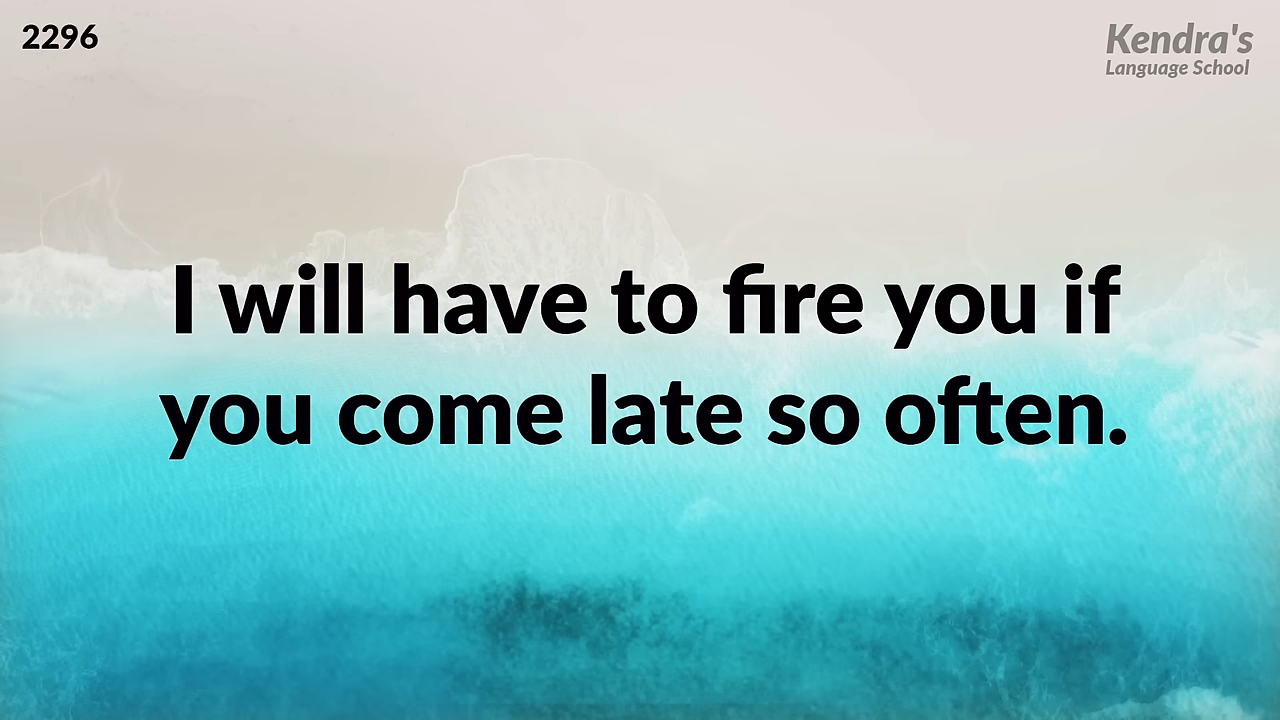 2296
Kendra's
Language School
I will have to fire you if
you come late so often.